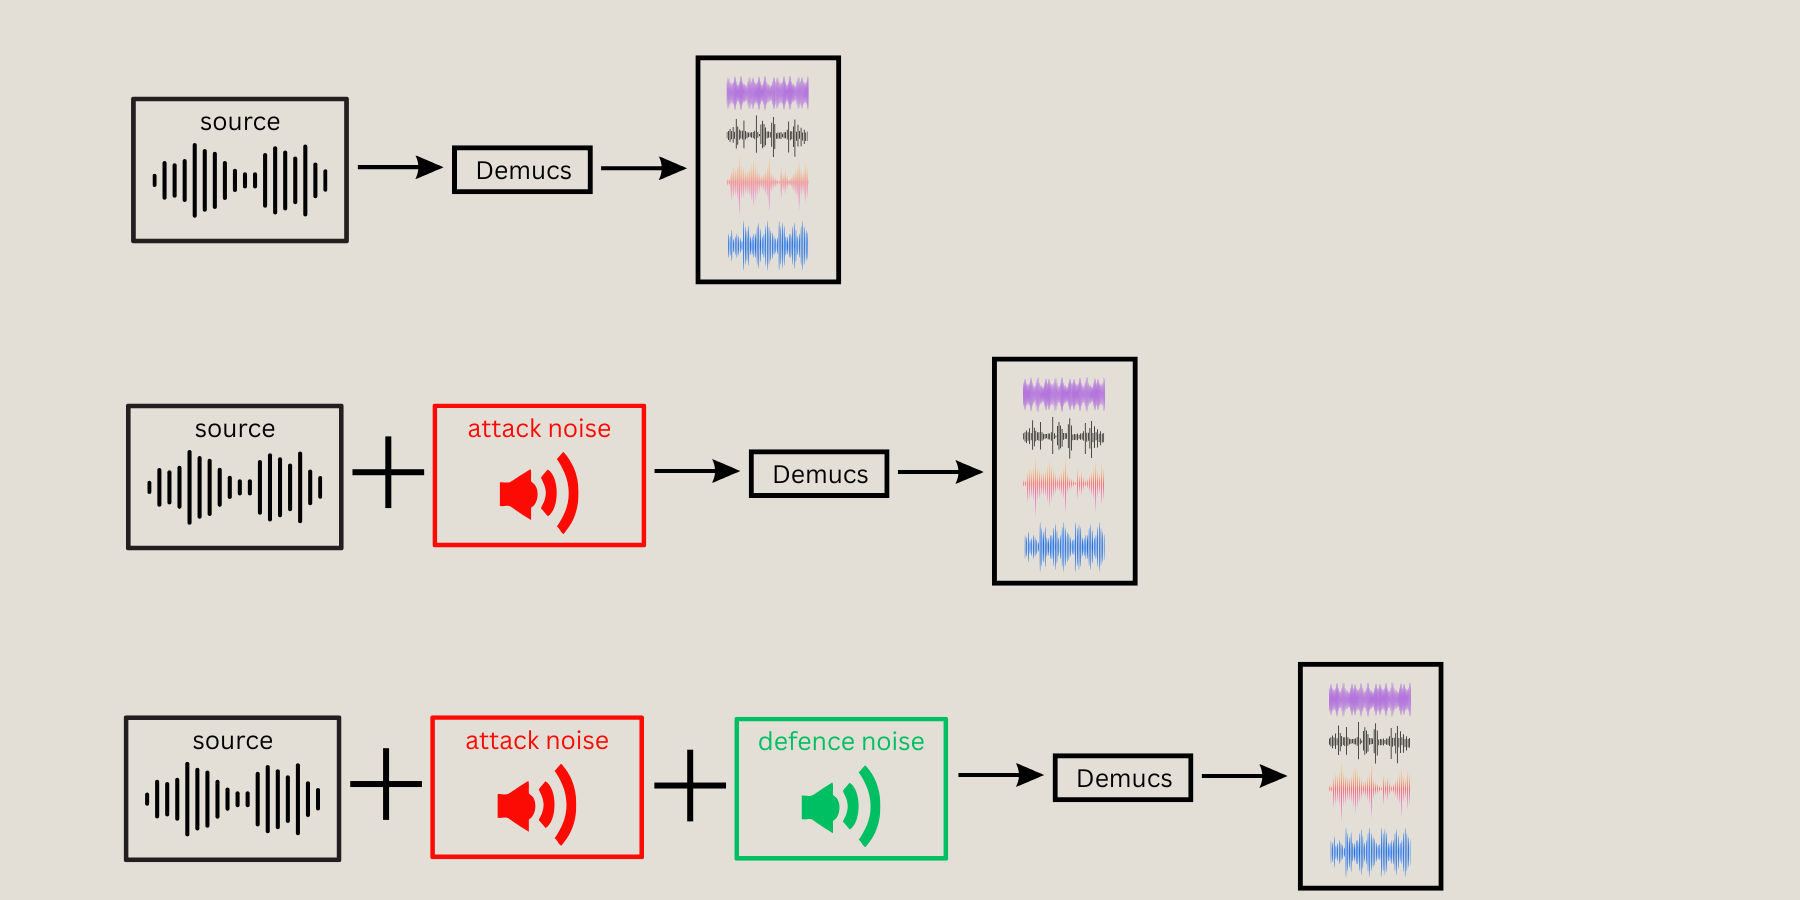 source
Demucs
source
attack noise
Demucs
source
attack noise
defence noise
Demucs